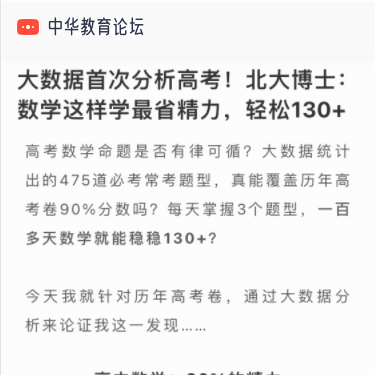 中华教育论坛
大数据首次分析高考！北大博士：
数学这样学最省精力，轻松130+
高考数学命题是否有律可循？大数据统计
出的475道必考常考题型，真能覆盖历年高
考卷90%分数吗？每天掌握3个题型，一百
多天数学就能稳稳130+?
今天我就针对历年高考卷，通过大数据分
析来论证我这一发现……